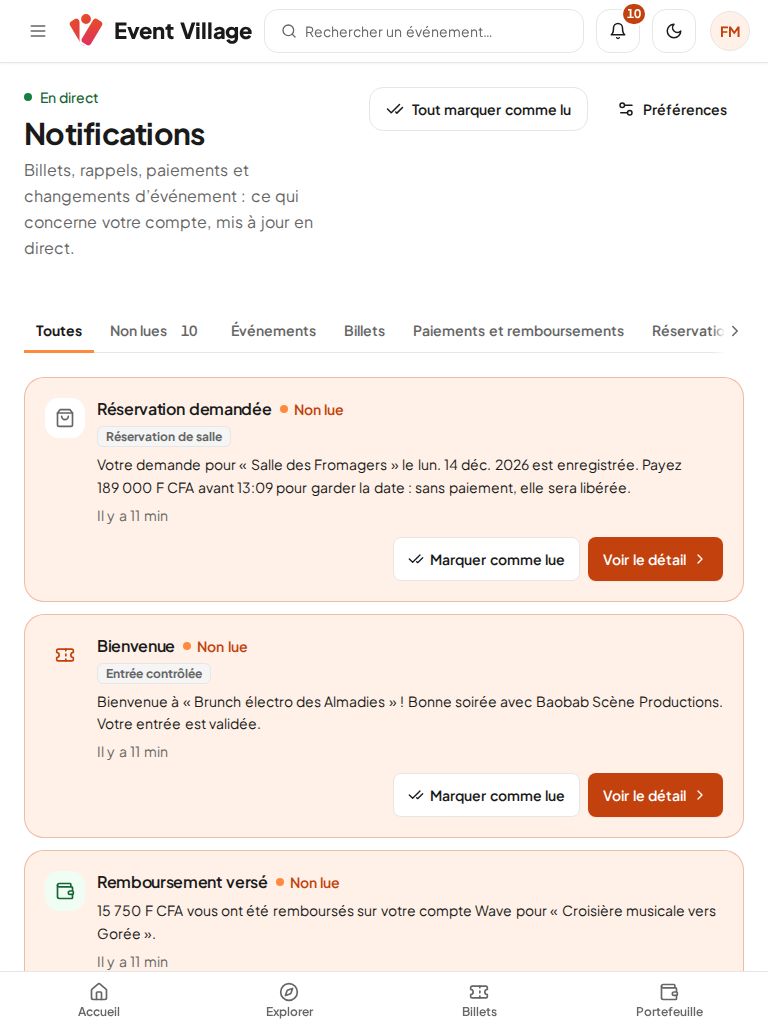 Event Village
Rechercher un événement…
10
FM
En direct
Notifications
Billets, rappels, paiements et
changements d’événement : ce qui
concerne votre compte, mis à jour en
direct.
Tout marquer comme lu
Préférences
Toutes
Non lues 10
Événements
Billets
Paiements et remboursements
Réservatio
Réservation demandée
Non lue
Réservation de salle
Votre demande pour « Salle des Fromagers » le lun. 14 déc. 2026 est enregistrée. Payez
189 000 F CFA avant 13:09 pour garder la date : sans paiement, elle sera libérée.
Il y a 11 min
Marquer comme lue
Voir le détail
Bienvenue
Non lue
Entrée contrôlée
Bienvenue à « Brunch électro des Almadies » ! Bonne soirée avec Baobab Scène Productions.
Votre entrée est validée.
Il y a 11 min
Marquer comme lue
Voir le détail
Remboursement versé
Non lue
15 750 F CFA vous ont été remboursés sur votre compte Wave pour « Croisière musicale vers
Gorée ».
Il y a 11 min
Accueil
Explorer
Billets
Portefeuille